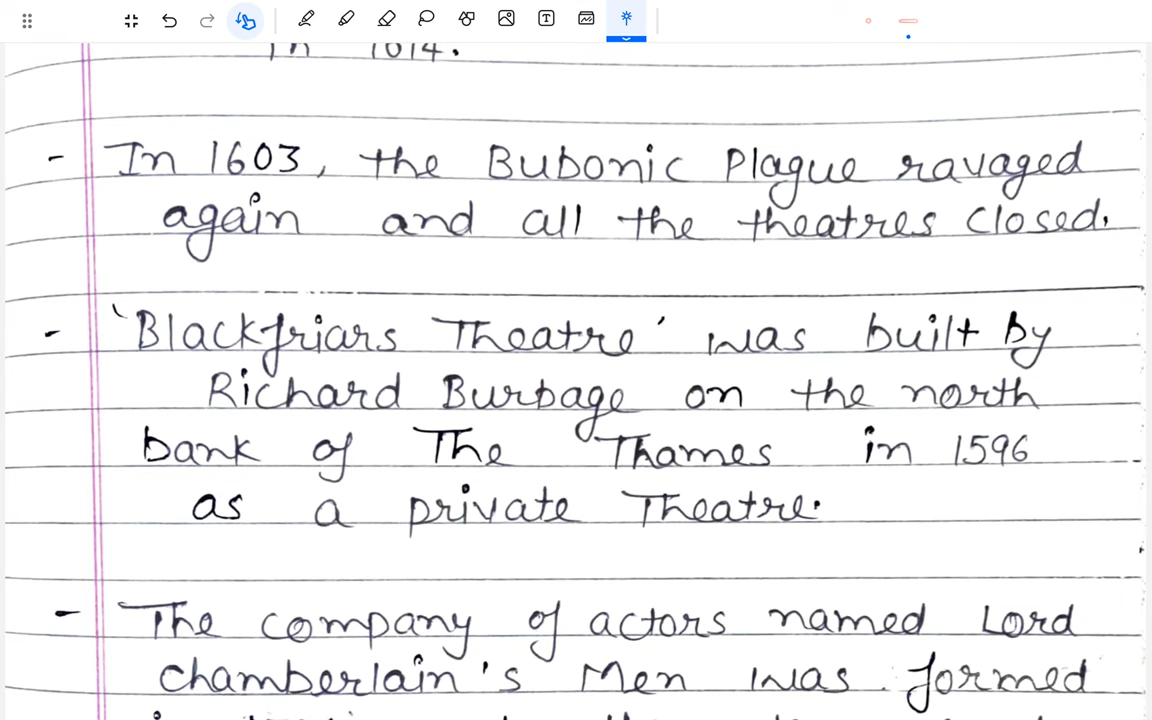 in 1614.
- In 1603, the Bubonic Plague ravaged
again and all the theatres closed.
- 'Blackfriars Theatre' was built by
Richard Burbage on the north
bank of The Thames in 1596
as a private Theatre.
- The company of actors named Lord
chamberlain's Men was formed